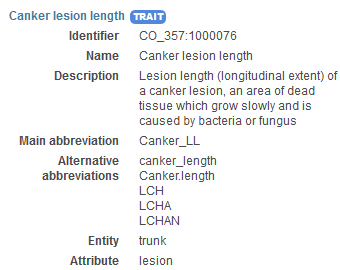 Canker lesion length TRAIT
Identifier CO_357:1000076
Name Canker lesion length
Description Lesion length (longitudinal extent) of
a canker lesion, an area of dead
tissue which grow slowly and is
caused by bacteria or fungus
Main abbreviation Canker_LL
Alternative canker_length
abbreviations Canker.length
LCH
LCHA
LCHAN
Entity trunk
Attribute lesion